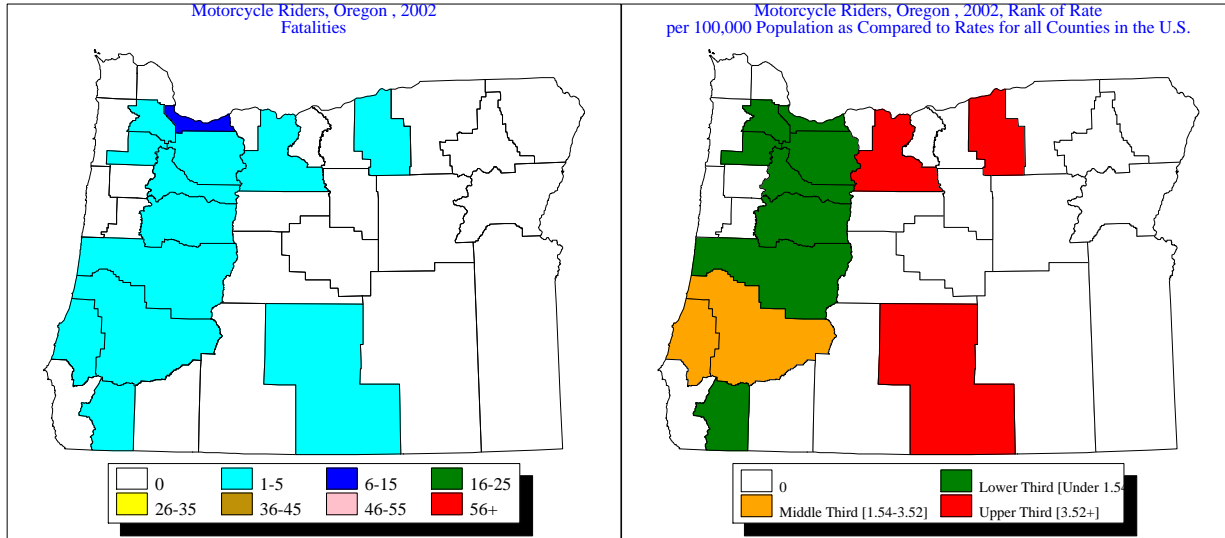 Motorcycle Riders, Oregon , 2002
Fatalities
0
1-5
6-15
16-25
26-35
36-45
46-55
56+
Motorcycle Riders, Oregon , 2002, Rank of Rate
per 100,000 Population as Compared to Rates for all Counties in the U.S.
0
Lower Third [Under 1.54
Middle Third [1.54-3.52]
Upper Third [3.52+]